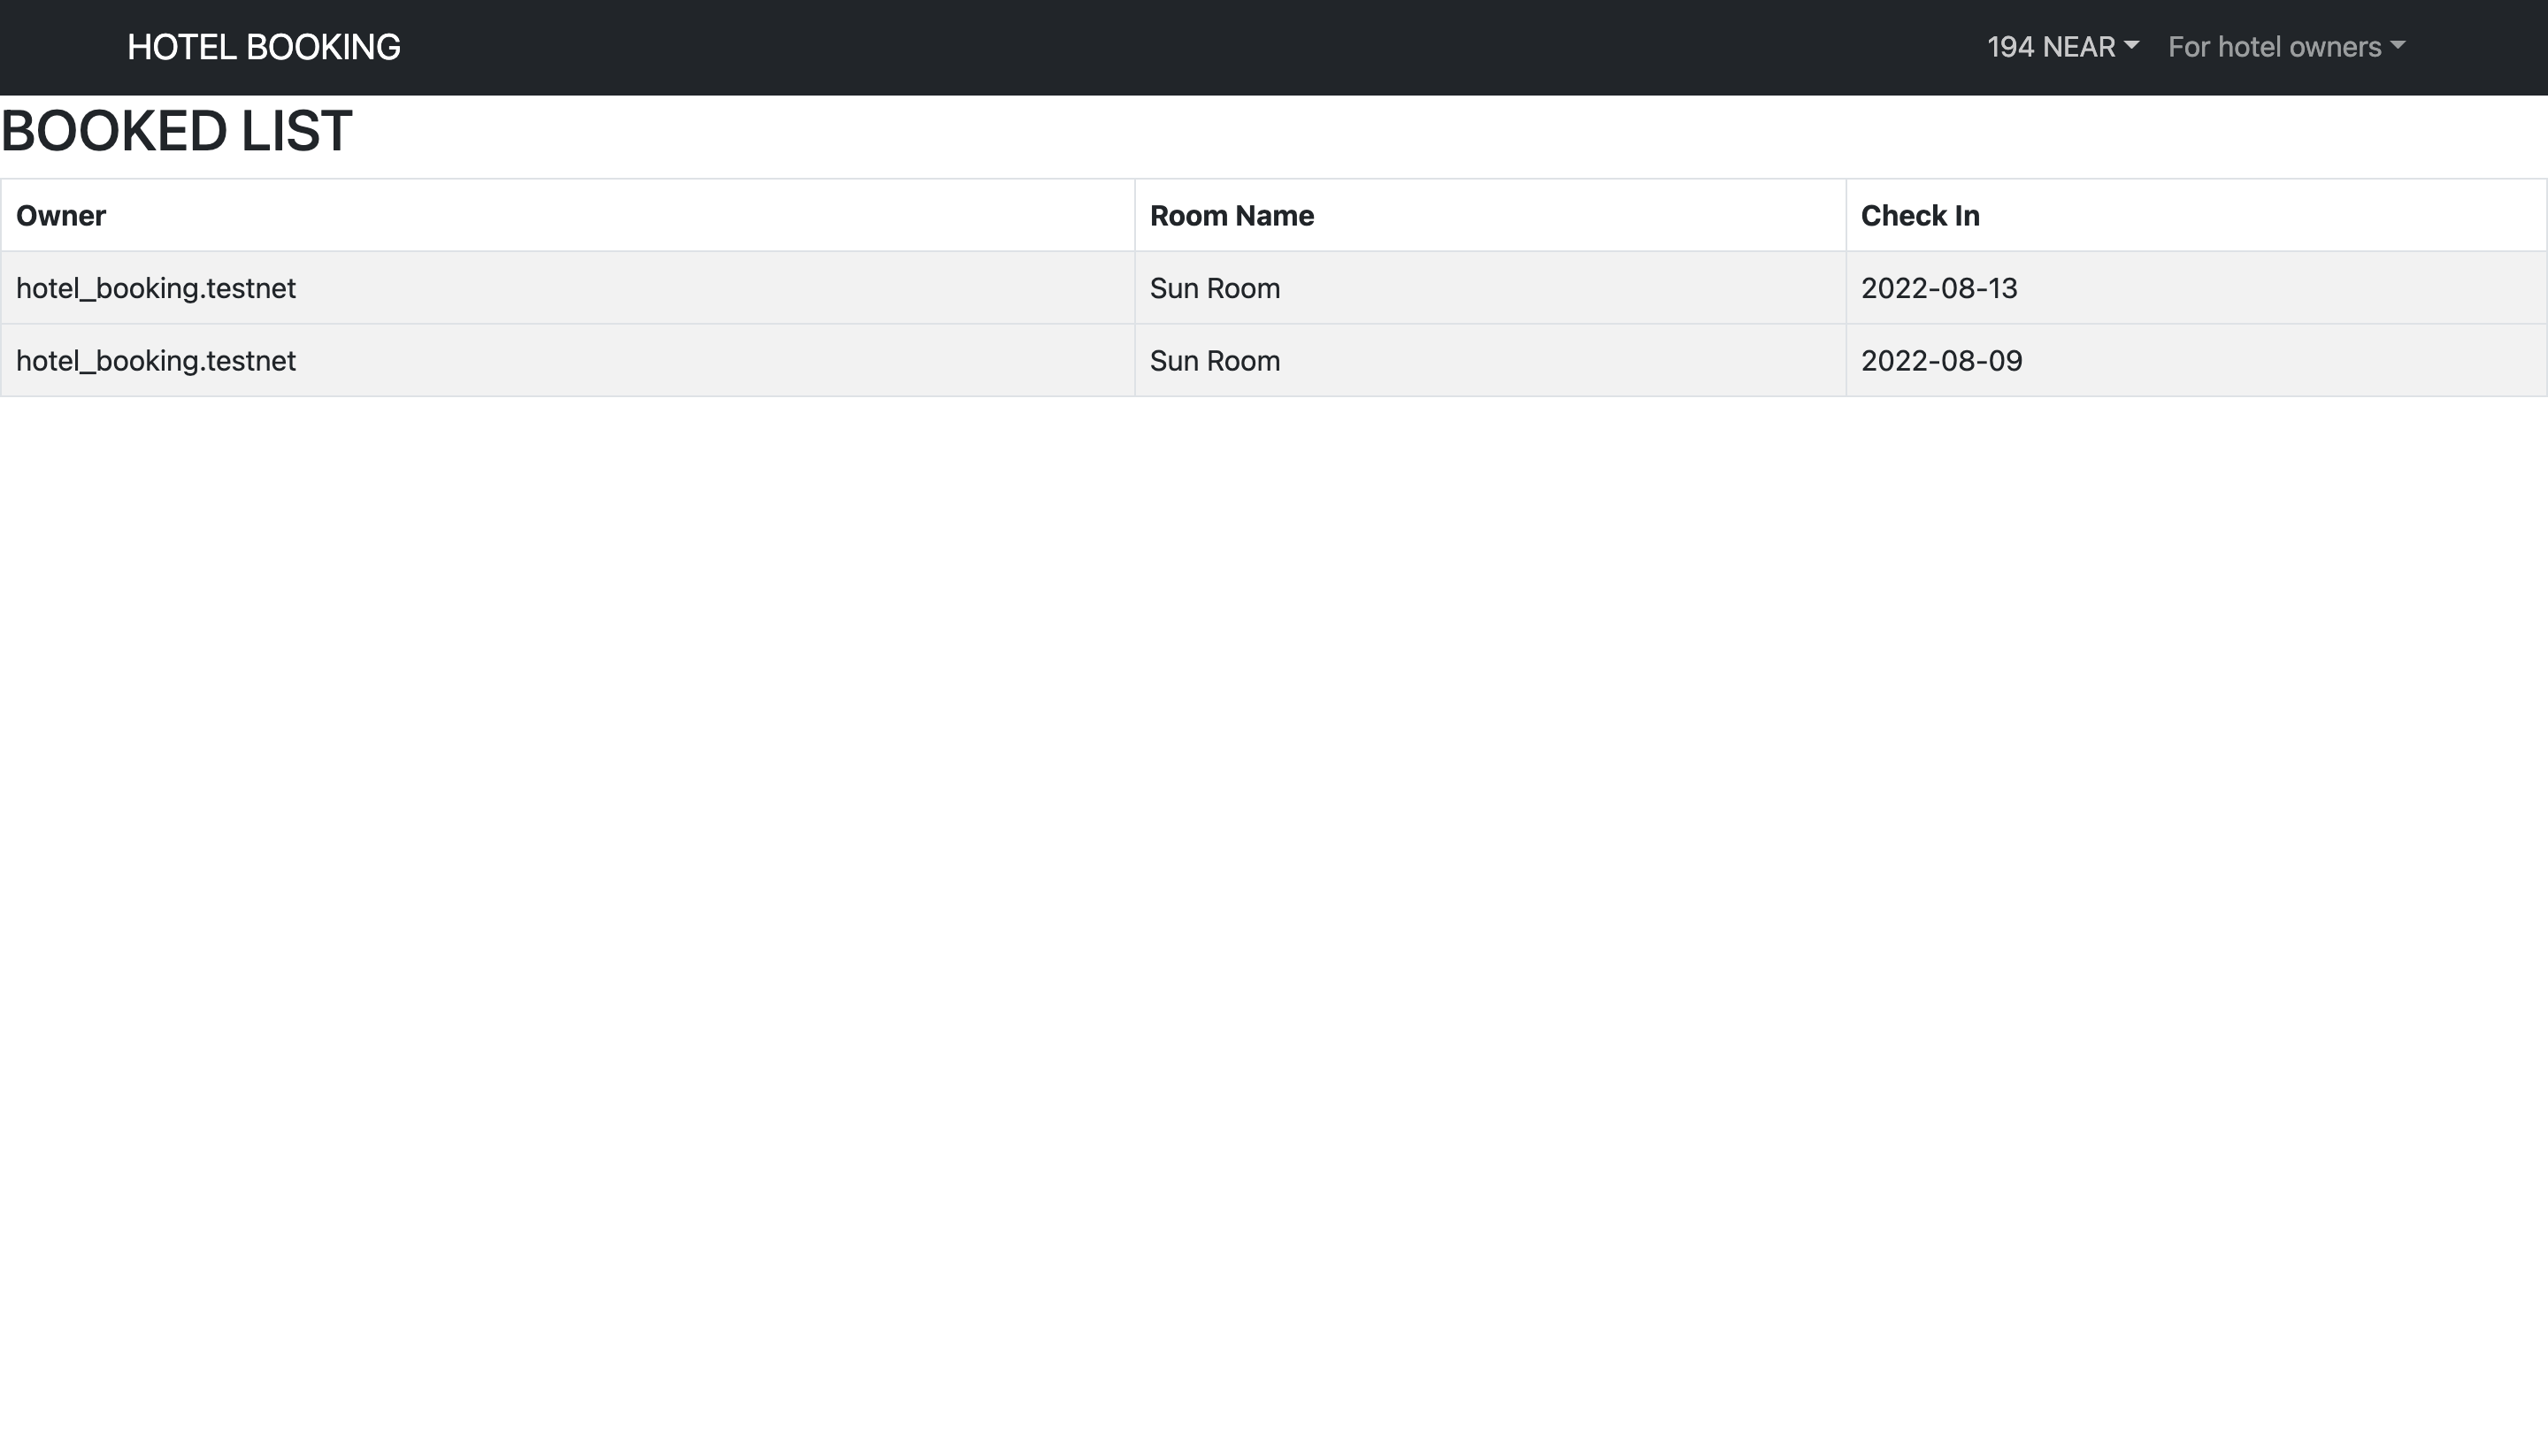 HOTEL BOOKING 194 NEAR For hotel owners
BOOKED LIST
Owner Room Name Check In
hotel_booking.testnet Sun Room 2022-08-13
hotel_booking.testnet Sun Room 2022-08-09